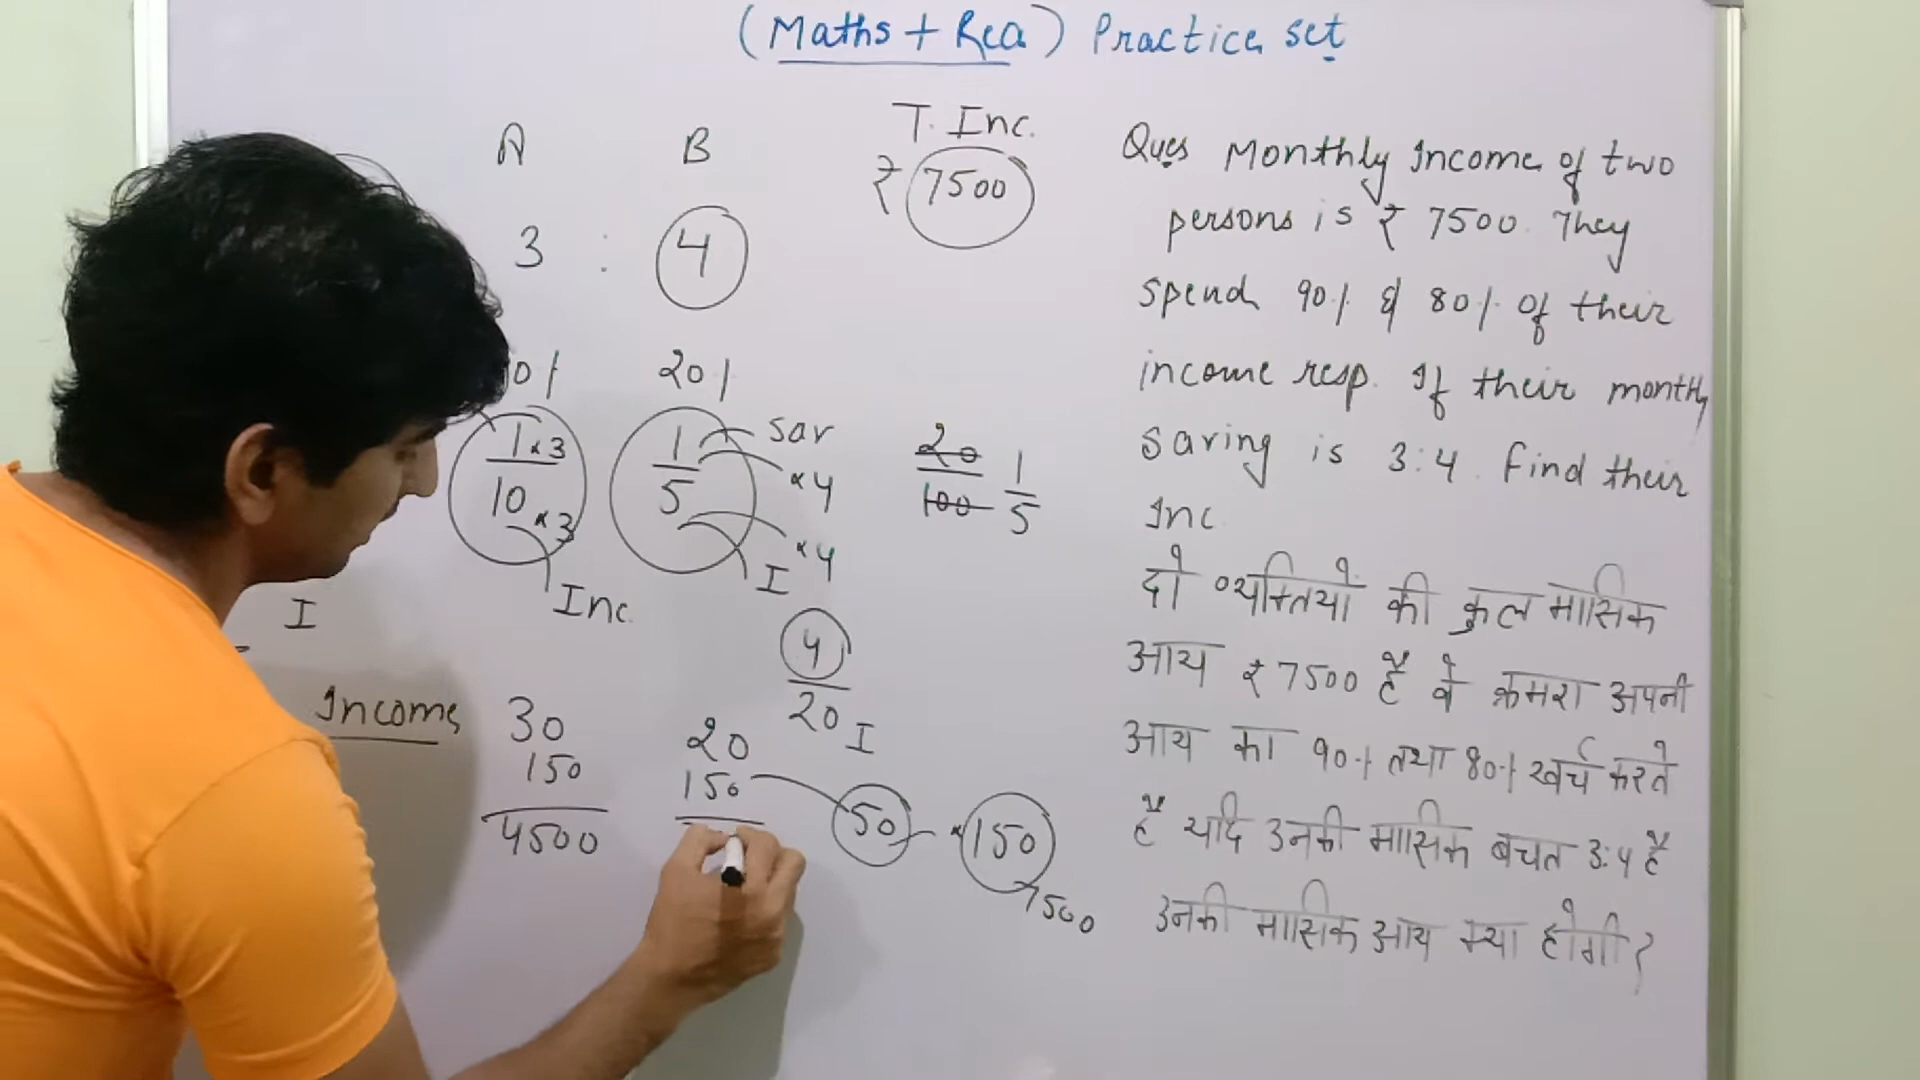 (Maths + Rea) Practice set
A B
3 : 4
T. Inc.
₹ 7500
0% 20%
1×3
10×3
Inc.
1
5
sav
×4
×4
I
20
100
1
5
I
4
20 I
Income 30 20
150 150
4500
50 ×150
7500
Ques Monthly Income of two
persons is ₹ 7500. They
spend 90% & 80% of their
income resp. If their monthly
saving is 3:4. Find their
Inc
दो व्यक्तियों की कुल मासिक
आय ₹ 7500 है वे क्रमश अपनी
आय का 90% तथा 80% खर्च करते
है यदि उनकी मासिक बचत 3:4 है
उनकी मासिक आय क्या होगी?